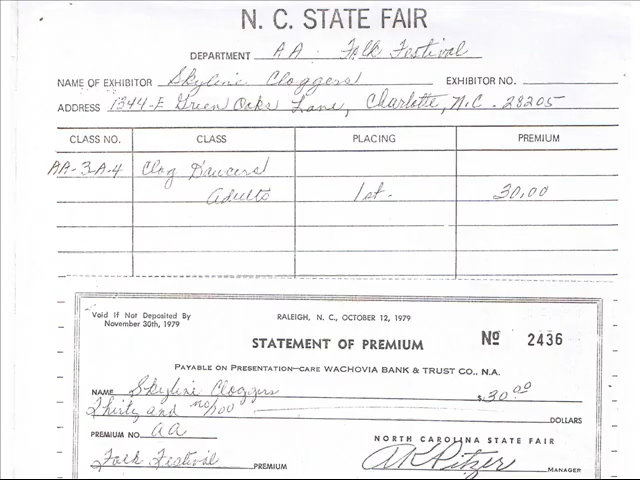 N. C. STATE FAIR
DEPARTMENT AA - Folk Festival
NAME OF EXHIBITOR Skyline Cloggers EXHIBITOR NO.
ADDRESS 1344-E Green Oaks Lane, Charlotte, N.C. 28205
CLASS NO. CLASS PLACING PREMIUM
AA-3-A-4 Clog Dancers
Adults 1st. 30.00
Void If Not Deposited By
November 30th, 1979
RALEIGH, N. C., OCTOBER 12, 1979
STATEMENT OF PREMIUM No 2436
PAYABLE ON PRESENTATION—CARE WACHOVIA BANK & TRUST CO., N.A.
NAME Skyline Cloggers $ 30 00
Thirty and no/100 DOLLARS
PREMIUM NO. AA
NORTH CAROLINA STATE FAIR
Folk Festival PREMIUM AK Pitzer MANAGER